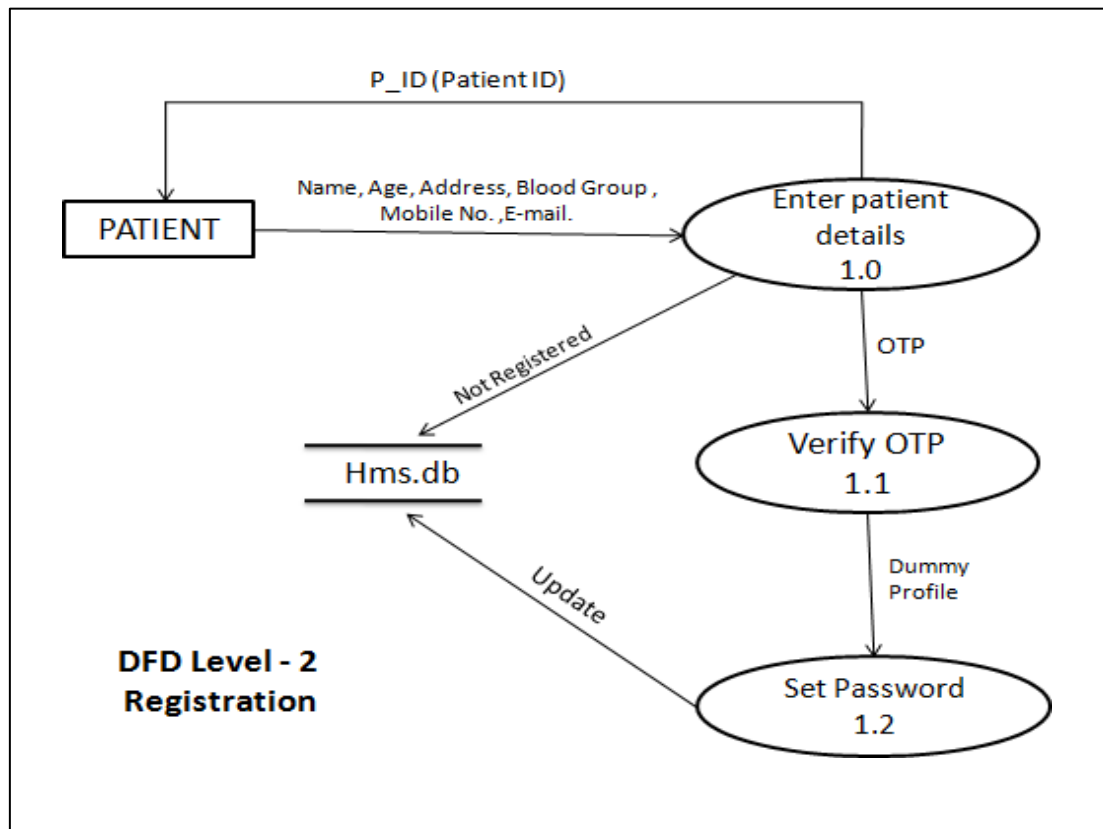 P_ID (Patient ID)
Name, Age, Address, Blood Group ,
Mobile No. ,E-mail.
PATIENT
Enter patient
details
1.0
Not Registered
OTP
Hms.db
Verify OTP
1.1
Update
Dummy
Profile
DFD Level - 2
Registration
Set Password
1.2